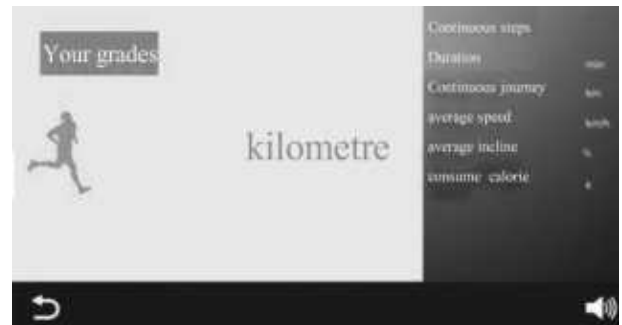 Your grades
kilometre
Continuous steps
Duration min
Continuous journey km
average speed km/h
average incline %
consume calorie